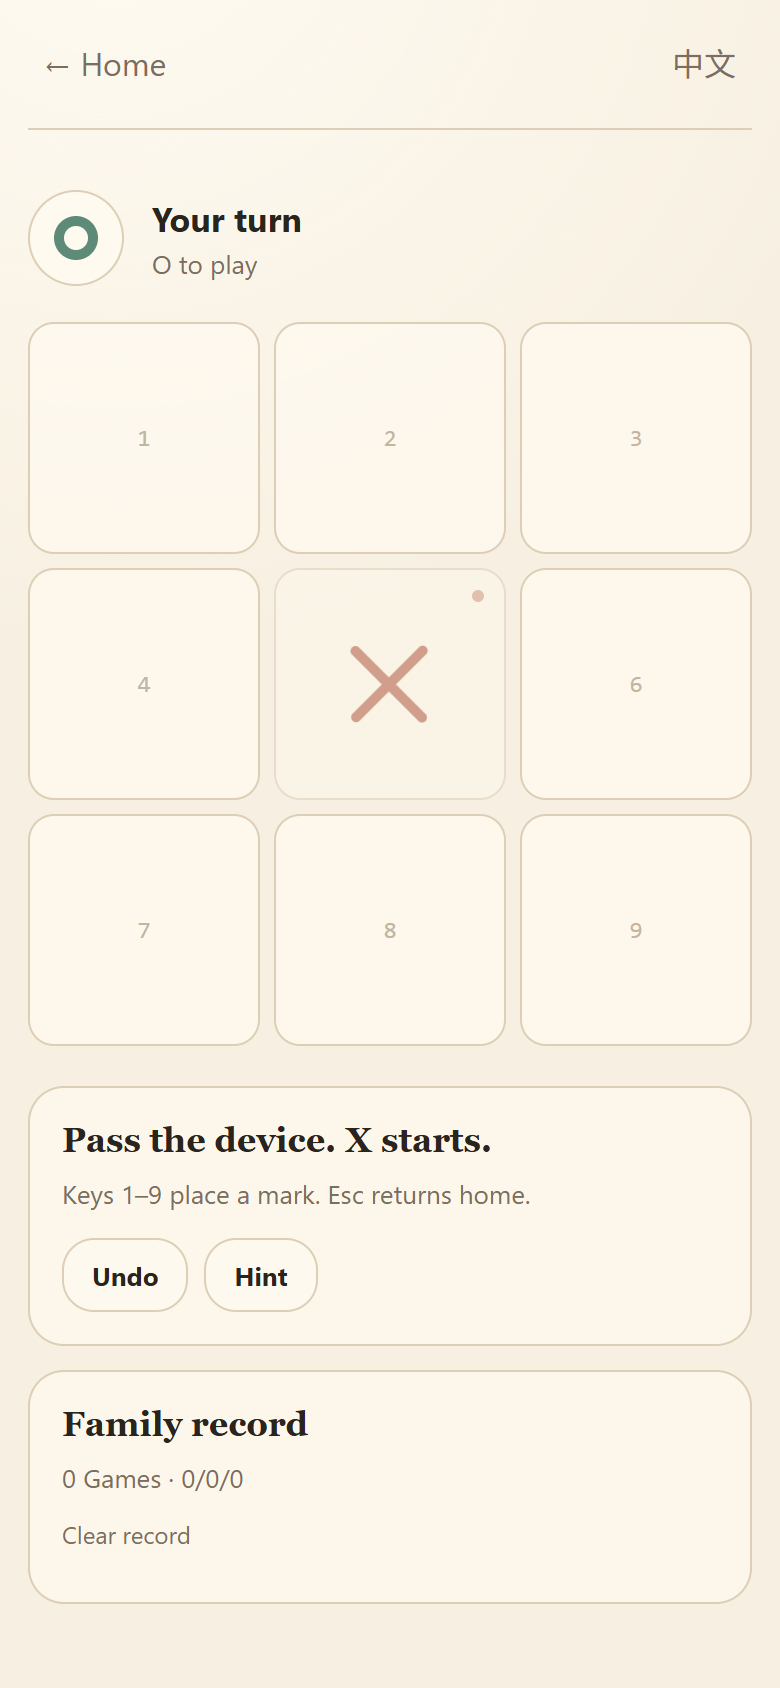 ← Home
中文
Your turn
O to play
1
2
3
4
6
7
8
9
Pass the device. X starts.
Keys 1–9 place a mark. Esc returns home.
Undo
Hint
Family record
0 Games · 0/0/0
Clear record